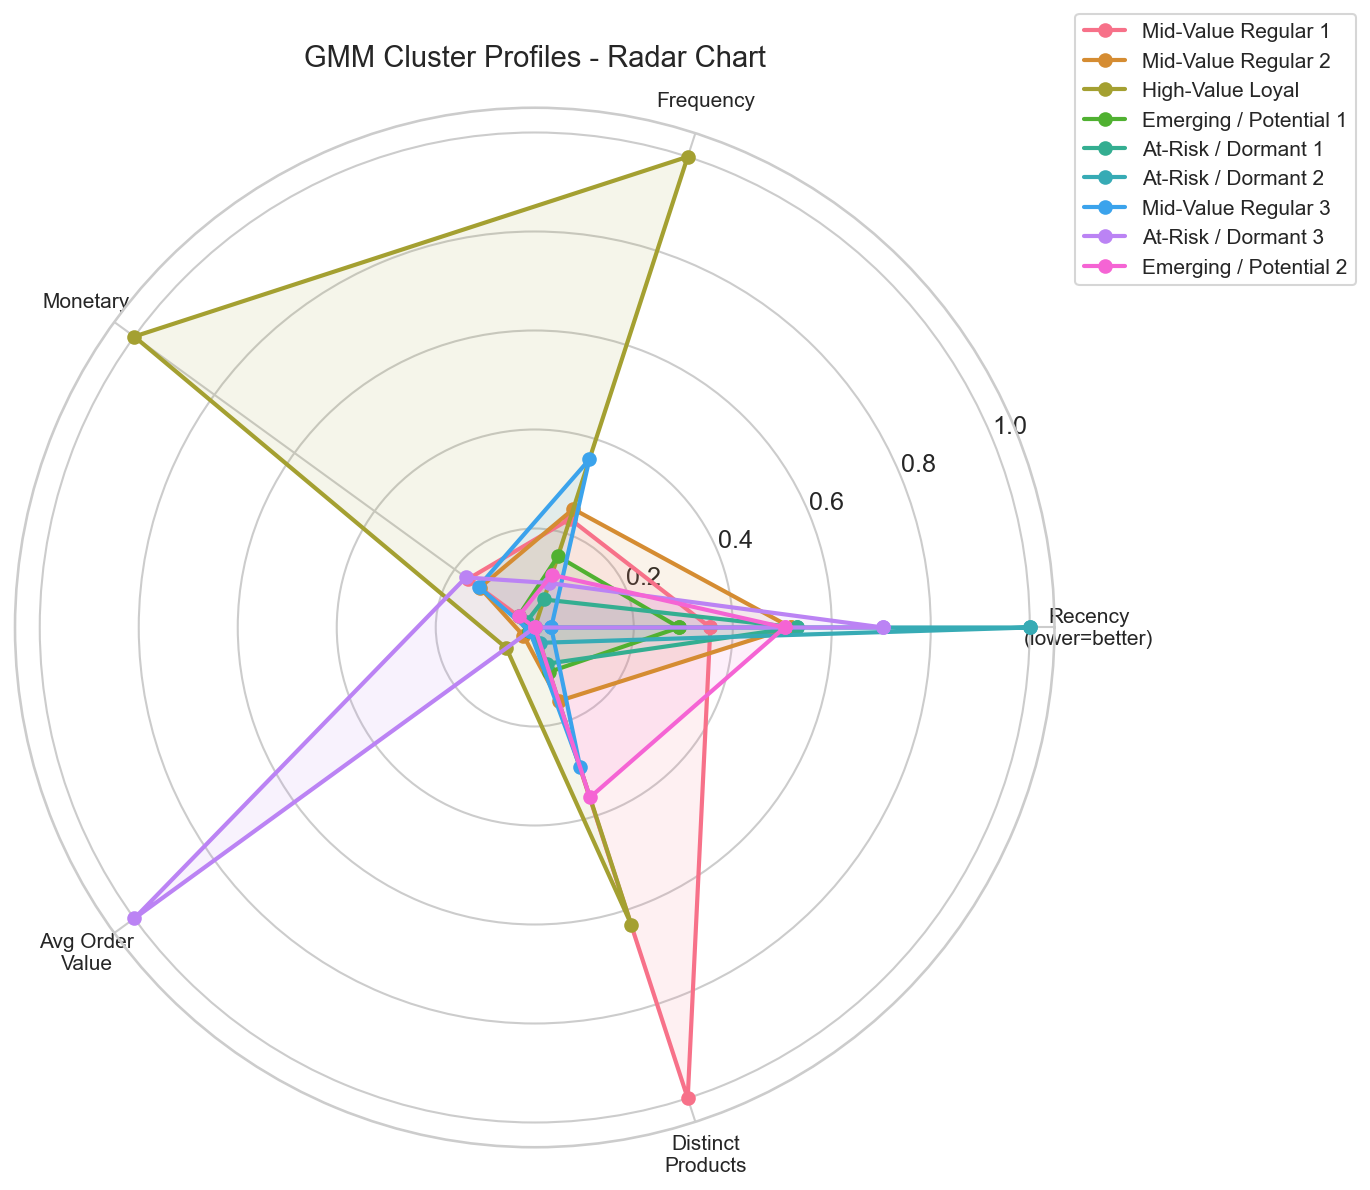 GMM Cluster Profiles - Radar Chart
Mid-Value Regular 1
Mid-Value Regular 2
High-Value Loyal
Emerging / Potential 1
At-Risk / Dormant 1
At-Risk / Dormant 2
Mid-Value Regular 3
At-Risk / Dormant 3
Emerging / Potential 2
Frequency
Monetary
1.0
0.8
0.6
0.4
0.2
Recency
(lower=better)
Avg Order
Value
Distinct
Products